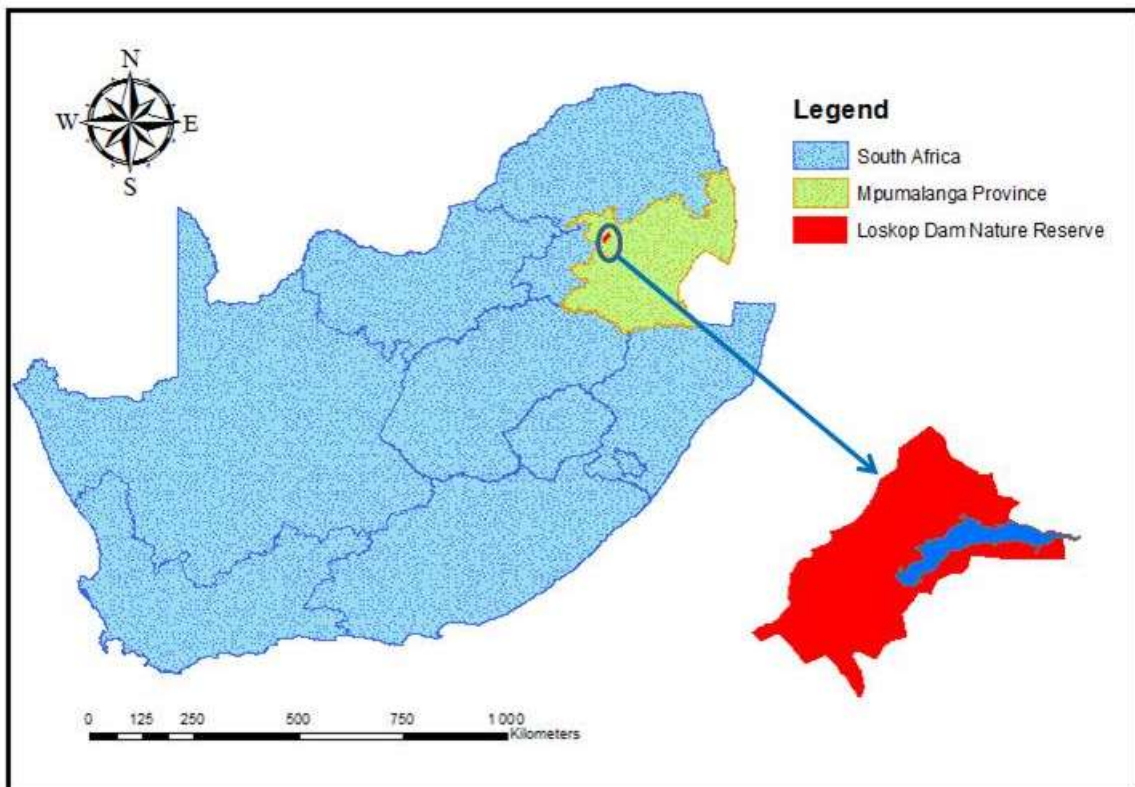 N
W E
S
Legend
South Africa
Mpumalanga Province
Loskop Dam Nature Reserve
0 125 250 500 750 1 000
Kilometers